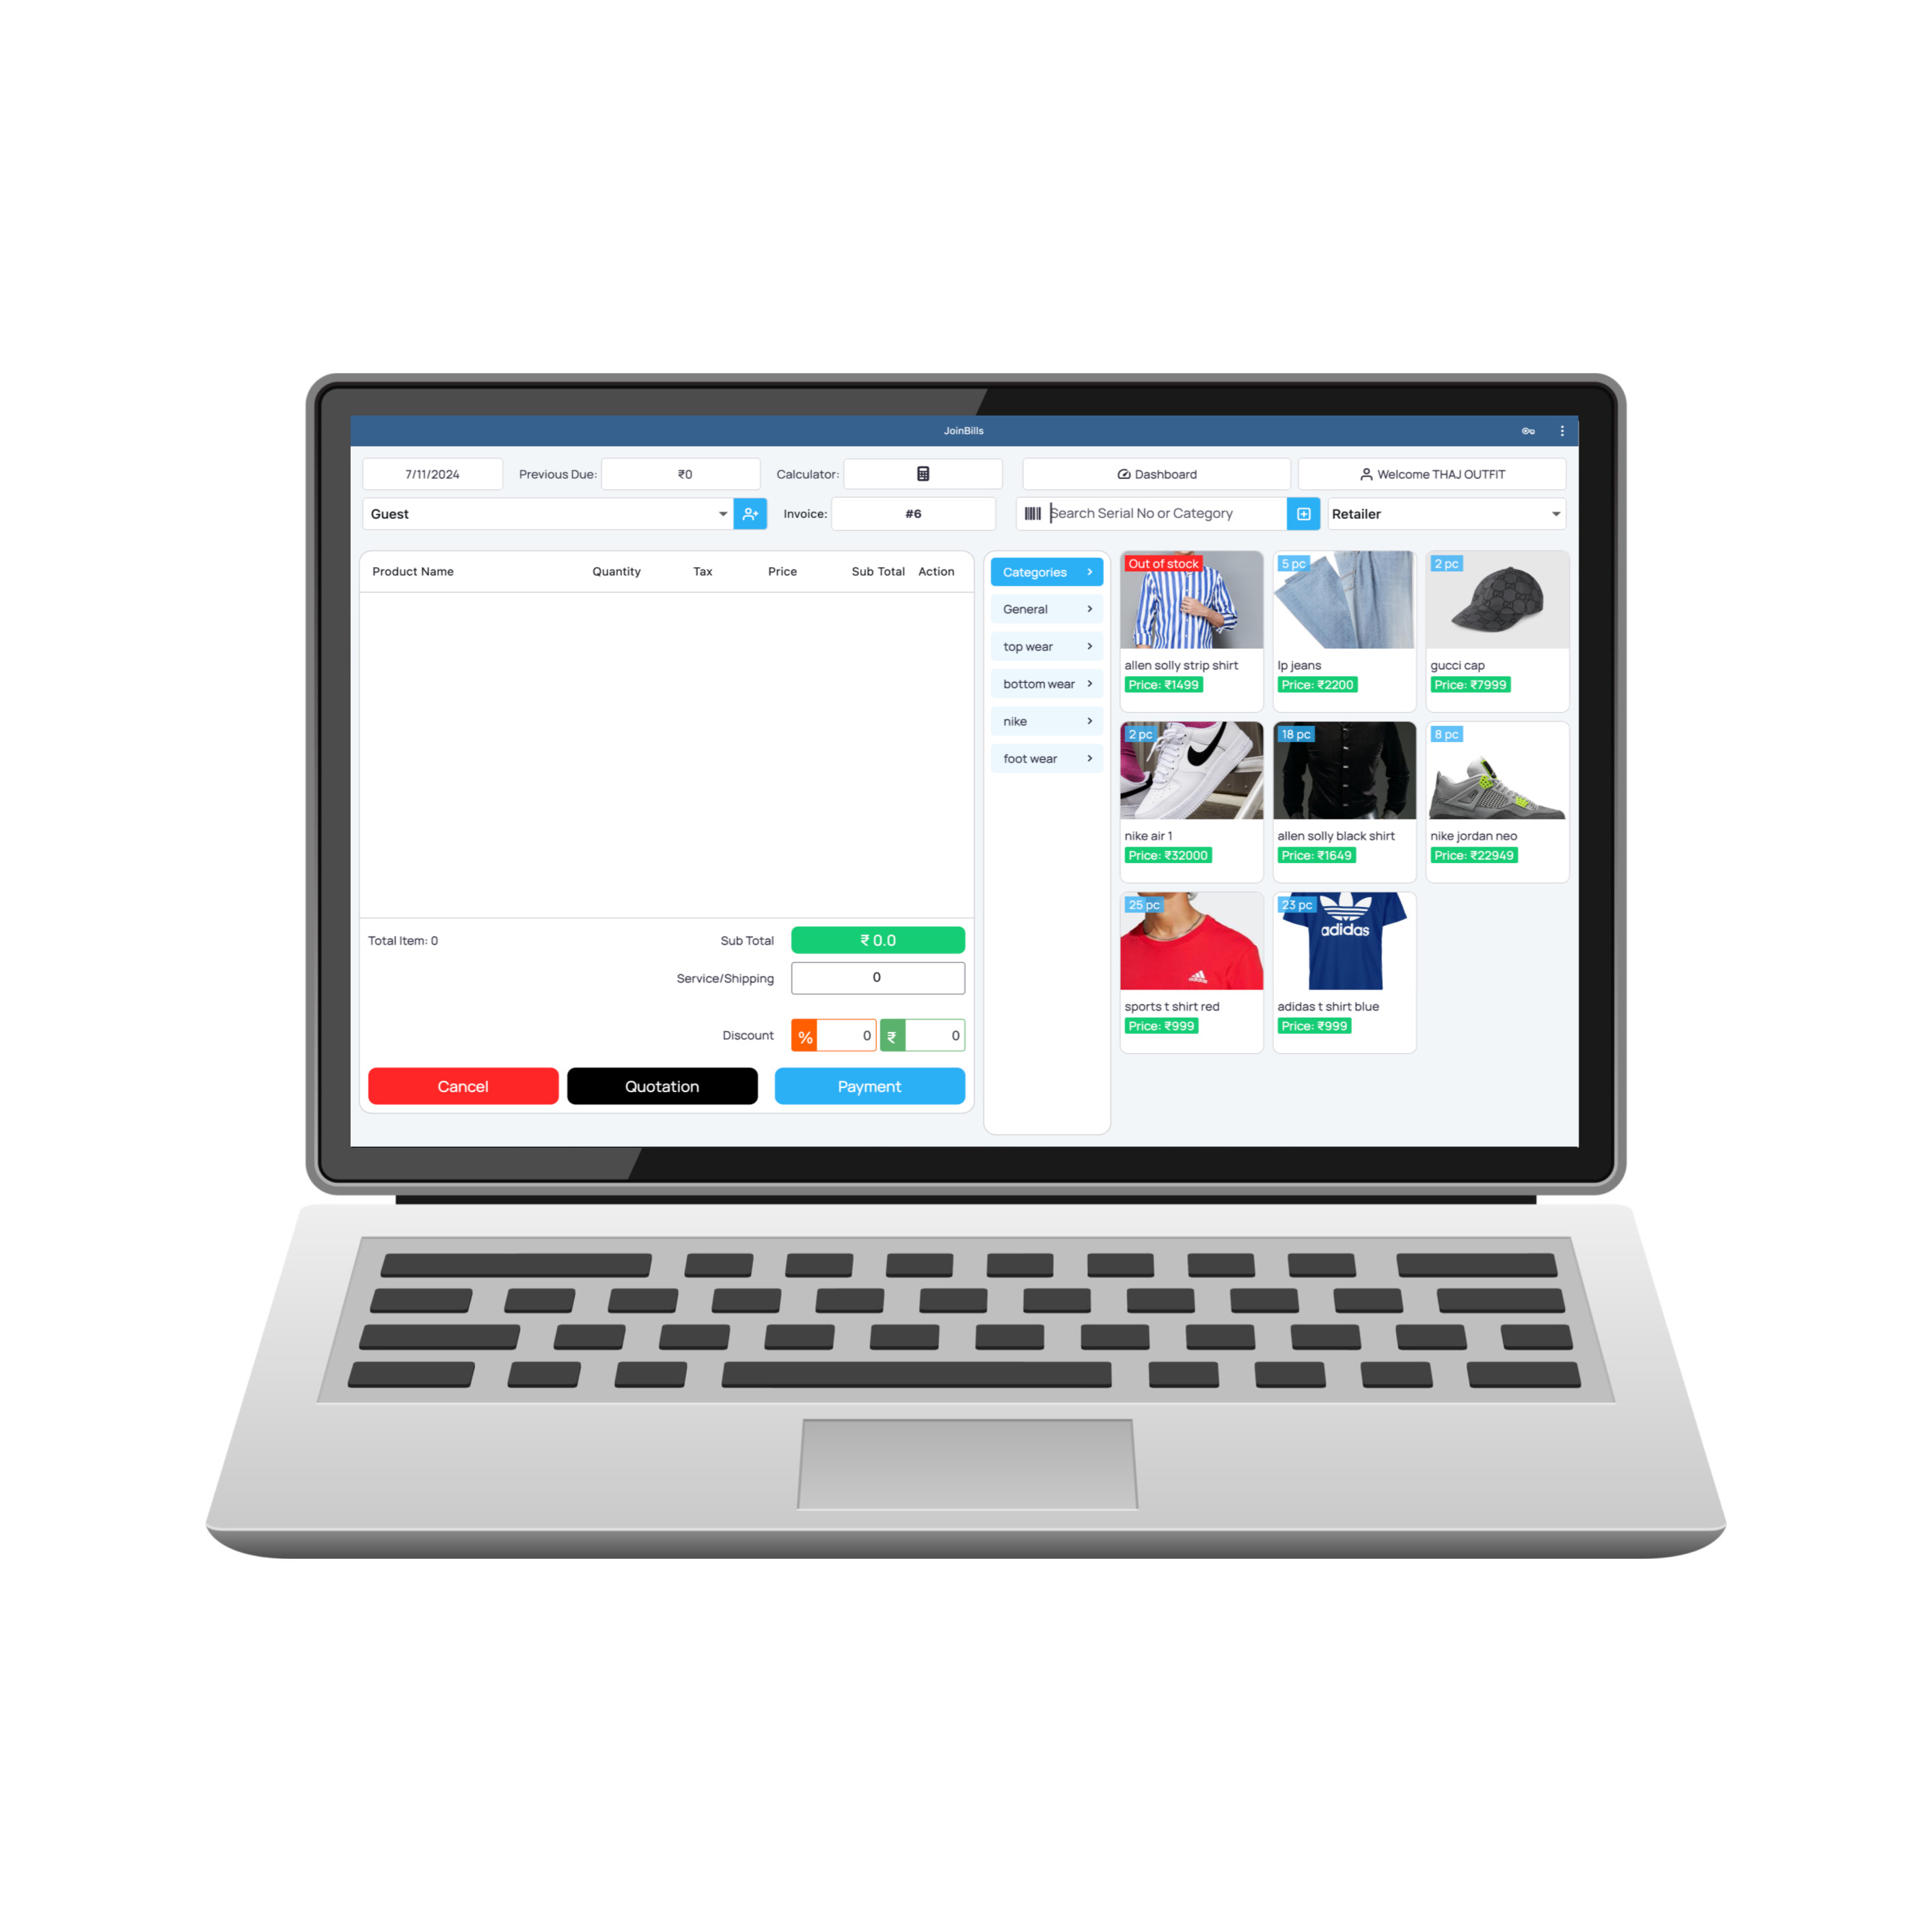 JoinBills
7/11/2024 Previous Due: ₹0 Calculator: Dashboard Welcome THAJ OUTFIT
Guest Invoice: #6 Search Serial No or Category Retailer
Product Name Quantity Tax Price Sub Total Action
Total Item: 0 Sub Total ₹ 0.0
Service/Shipping 0
Discount % 0 ₹ 0
Cancel Quotation Payment
Categories
General
top wear
bottom wear
nike
foot wear
Out of stock
allen solly strip shirt
Price: ₹1499
5 pc
lp jeans
Price: ₹2200
2 pc
gucci cap
Price: ₹7999
2 pc
nike air 1
Price: ₹32000
18 pc
allen solly black shirt
Price: ₹1649
8 pc
nike jordan neo
Price: ₹22949
25 pc
sports t shirt red
Price: ₹999
23 pc
adidas
adidas t shirt blue
Price: ₹999